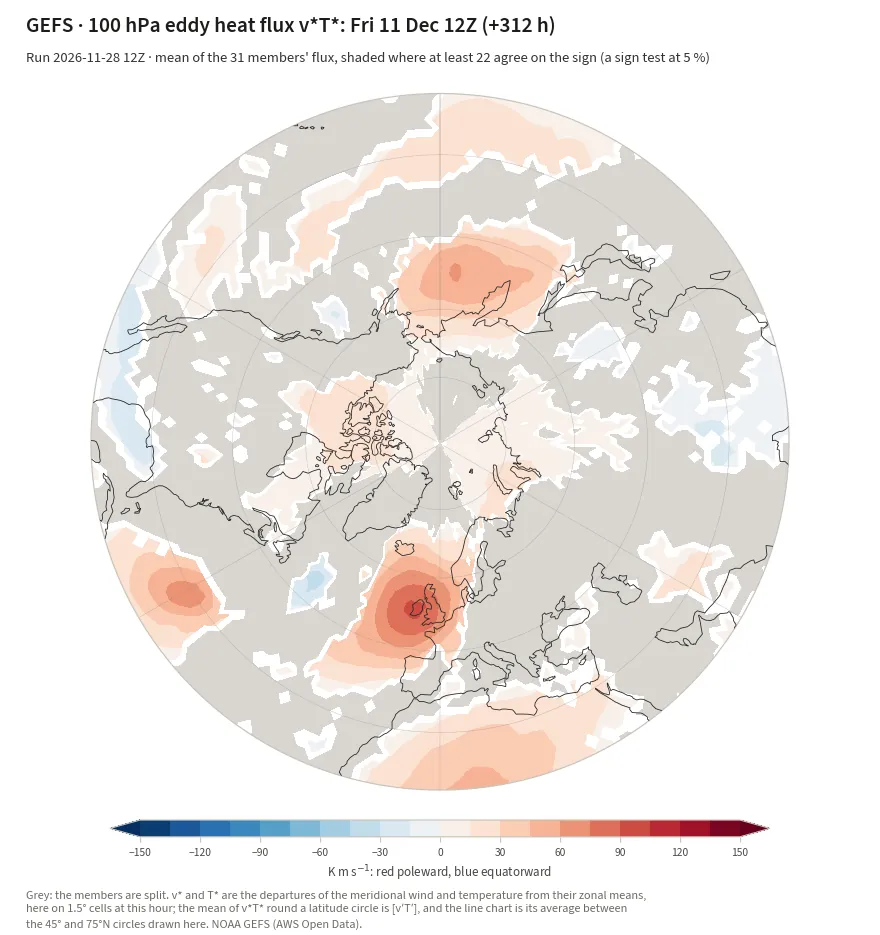 GEFS · 100 hPa eddy heat flux v*T*: Fri 11 Dec 12Z (+312 h)
Run 2026-11-28 12Z · mean of the 31 members' flux, shaded where at least 22 agree on the sign (a sign test at 5 %)
−150 −120 −90 −60 −30 0 30 60 90 120 150
K m s⁻¹: red poleward, blue equatorward
Grey: the members are split. v* and T* are the departures of the meridional wind and temperature from their zonal means,
here on 1.5° cells at this hour; the mean of v*T* round a latitude circle is [v′T′], and the line chart is its average between
the 45° and 75°N circles drawn here. NOAA GEFS (AWS Open Data).